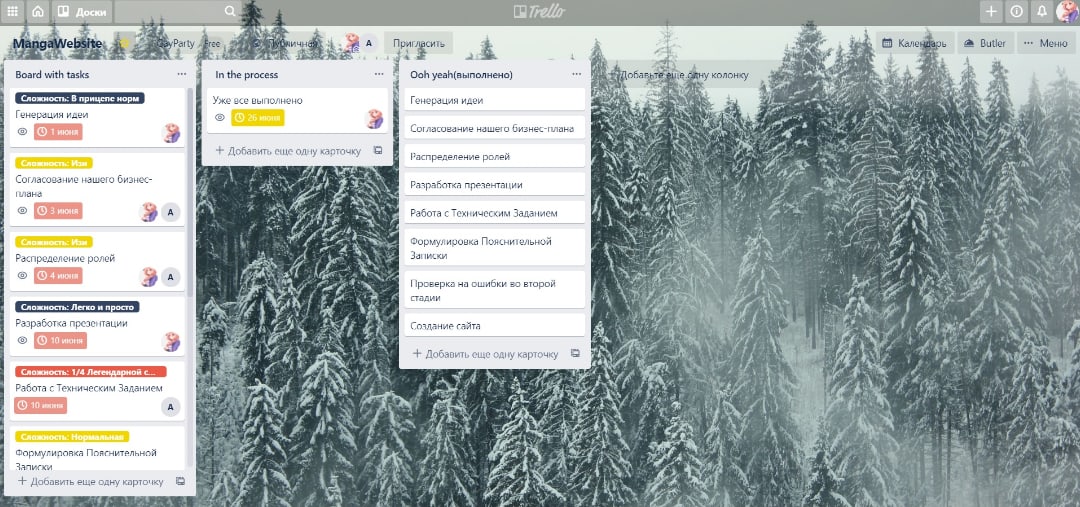 Доски
Trello
MangaWebsite
GayParty Free
Публичная
А
Пригласить
Календарь
Butler
Меню
Board with tasks
Сложность: В прицепе норм
Генерация идеи
1 июня
Сложность: Изи
Согласование нашего бизнес-
плана
3 июня
А
Сложность: Изи
Распределение ролей
4 июня
А
Сложность: Легко и просто
Разработка презентации
10 июня
Сложность: 1/4 Легендарной с...
Работа с Техническим Заданием
10 июня
А
Сложность: Нормальная
Формулировка Пояснительной
Записки
Добавить еще одну карточку
In the process
Уже все выполнено
26 июня
Добавить еще одну карточку
Ooh yeah(выполнено)
Генерация идеи
Согласование нашего бизнес-плана
Распределение ролей
Разработка презентации
Работа с Техническим Заданием
Формулировка Пояснительной
Записки
Проверка на ошибки во второй
стадии
Создание сайта
Добавить еще одну карточку
Добавьте еще одну колонку